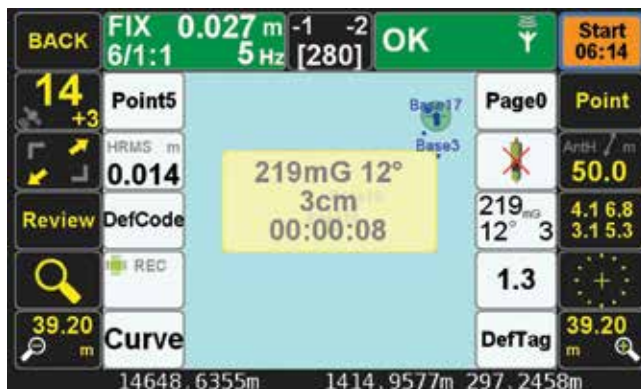 BACK
FIX 0.027 m
6/1:1 5 Hz
-1 -2
[280]
OK
Start
06:14
14
+3
Point5
Base17
Base3
Page0
Point
HRMS m
0.014
219mG 12°
3cm
00:00:08
AntH m
50.0
Review
DefCode
219 mG
12° 3
4.1 6.8
3.1 5.3
REC
1.3
39.20
m
Curve
DefTag
39.20
m
14648.6355m 1414.9577m 297.2458m